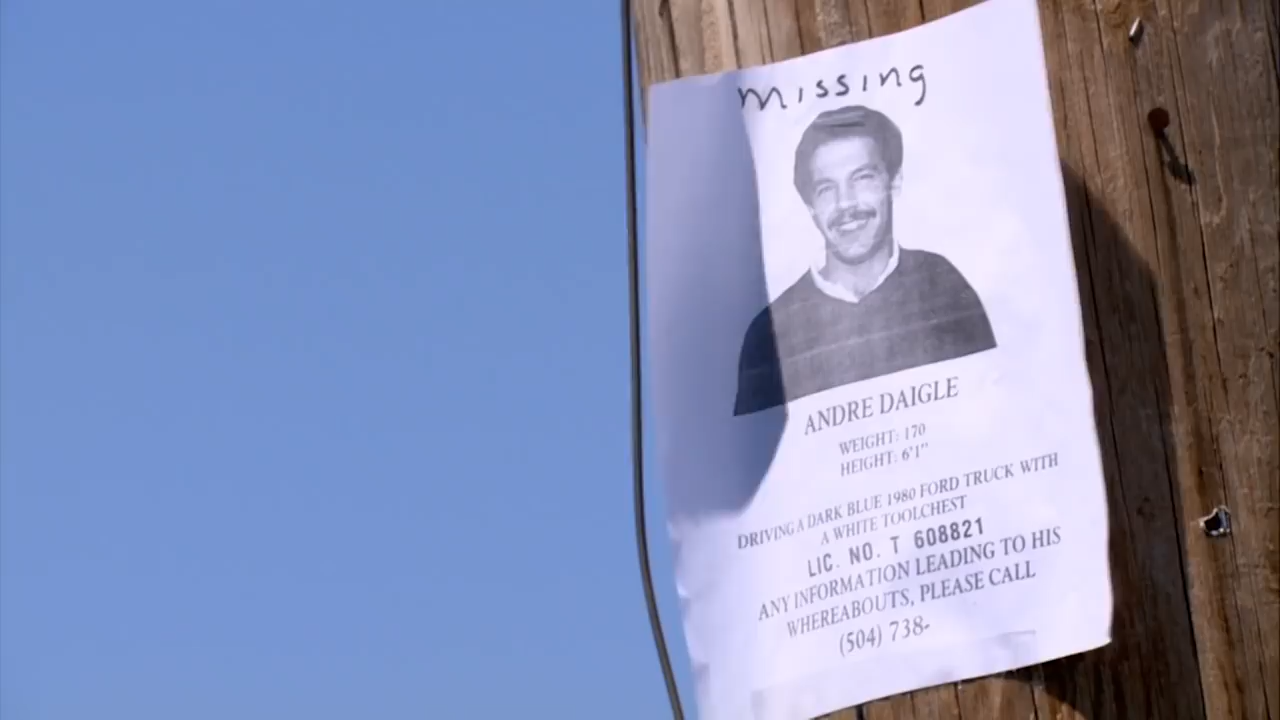 missing
ANDRE DAIGLE
WEIGHT: 170
HEIGHT: 6'1"
DRIVING A DARK BLUE 1980 FORD TRUCK WITH
A WHITE TOOLCHEST
LIC. NO. T 608821
ANY INFORMATION LEADING TO HIS
WHEREABOUTS, PLEASE CALL
(504) 738-